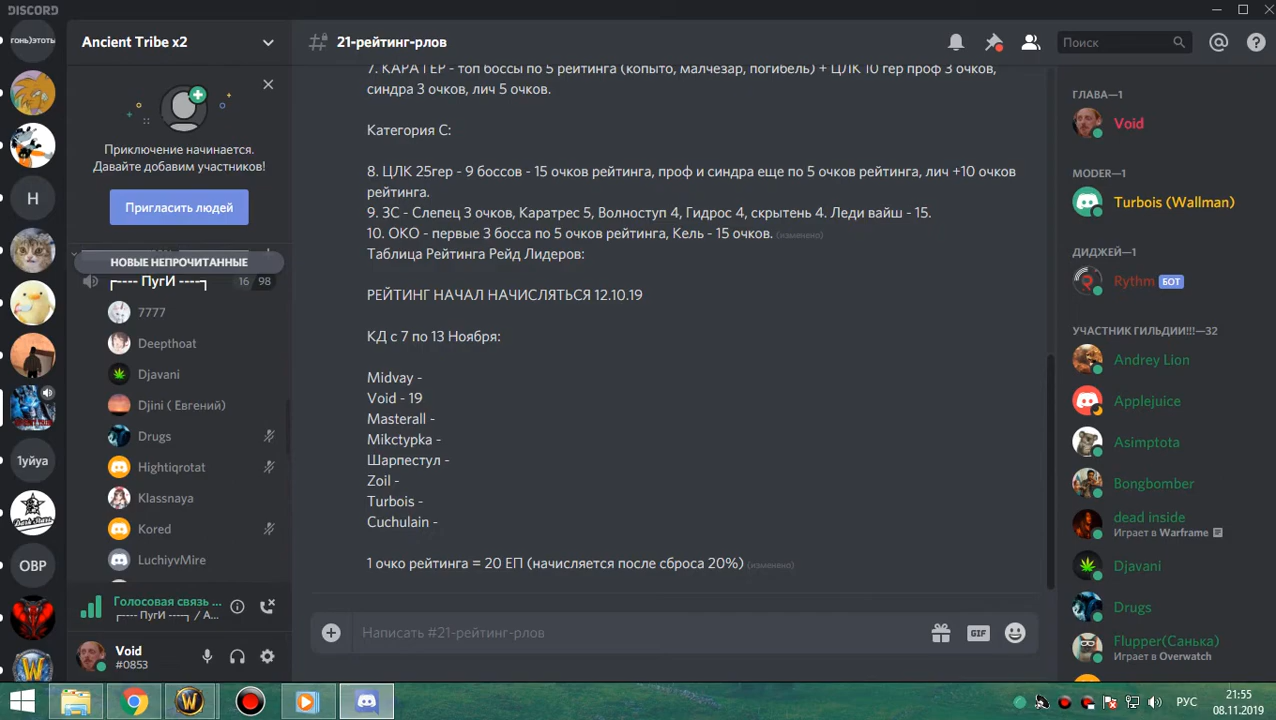 DISCORD
гонь)этоты
Н
1уйуа
ОВР
Ancient Tribe x2
Приключение начинается.
Давайте добавим участников!
Пригласить людей
НОВЫЕ НЕПРОЧИТАННЫЕ
┏---- ПугИ ----┓
16 98
7777
Deepthoat
Djavani
Djini ( Евгений)
Drugs
Hightiqrotat
Klassnaya
Kored
LuchiyvMire
Голосовая связь ...
┏---- ПугИ ----┓ / A...
Void
#0853
21-рейтинг-рлов
Поиск
7. КАРА ГЕР - топ боссы по 5 рейтинга (копыто, малчезар, погибель) + ЦЛК 10 гер проф 3 очков,
синдра 3 очков, лич 5 очков.
Категория С:
8. ЦЛК 25гер - 9 боссов - 15 очков рейтинга, проф и синдра еще по 5 очков рейтинга, лич +10 очков
рейтинга.
9. ЗС - Слепец 3 очков, Каратрес 5, Волноступ 4, Гидрос 4, скрытень 4. Леди вайш - 15.
10. ОКО - первые 3 босса по 5 очков рейтинга, Кель - 15 очков. (изменено)
Таблица Рейтинга Рейд Лидеров:
РЕЙТИНГ НАЧАЛ НАЧИСЛЯТЬСЯ 12.10.19
КД с 7 по 13 Ноября:
Midvay -
Void - 19
Masterall -
Mikcтурka -
Шарпестул -
Zoil -
Turbois -
Cuchulain -
1 очко рейтинга = 20 ЕП (начисляется после сброса 20%) (изменено)
Написать #21-рейтинг-рлов
GIF
ГЛАВА—1
Void
MODER—1
Turbois (Wallman)
ДИДЖЕЙ—1
Rythm БОТ
УЧАСТНИК ГИЛЬДИИ!!!—32
Andrey Lion
Applejuice
Asimptota
Bongbomber
dead inside
Играет в Warframe
Djavani
Drugs
Flupper(Санька)
Играет в Overwatch
РУС
21:55
08.11.2019